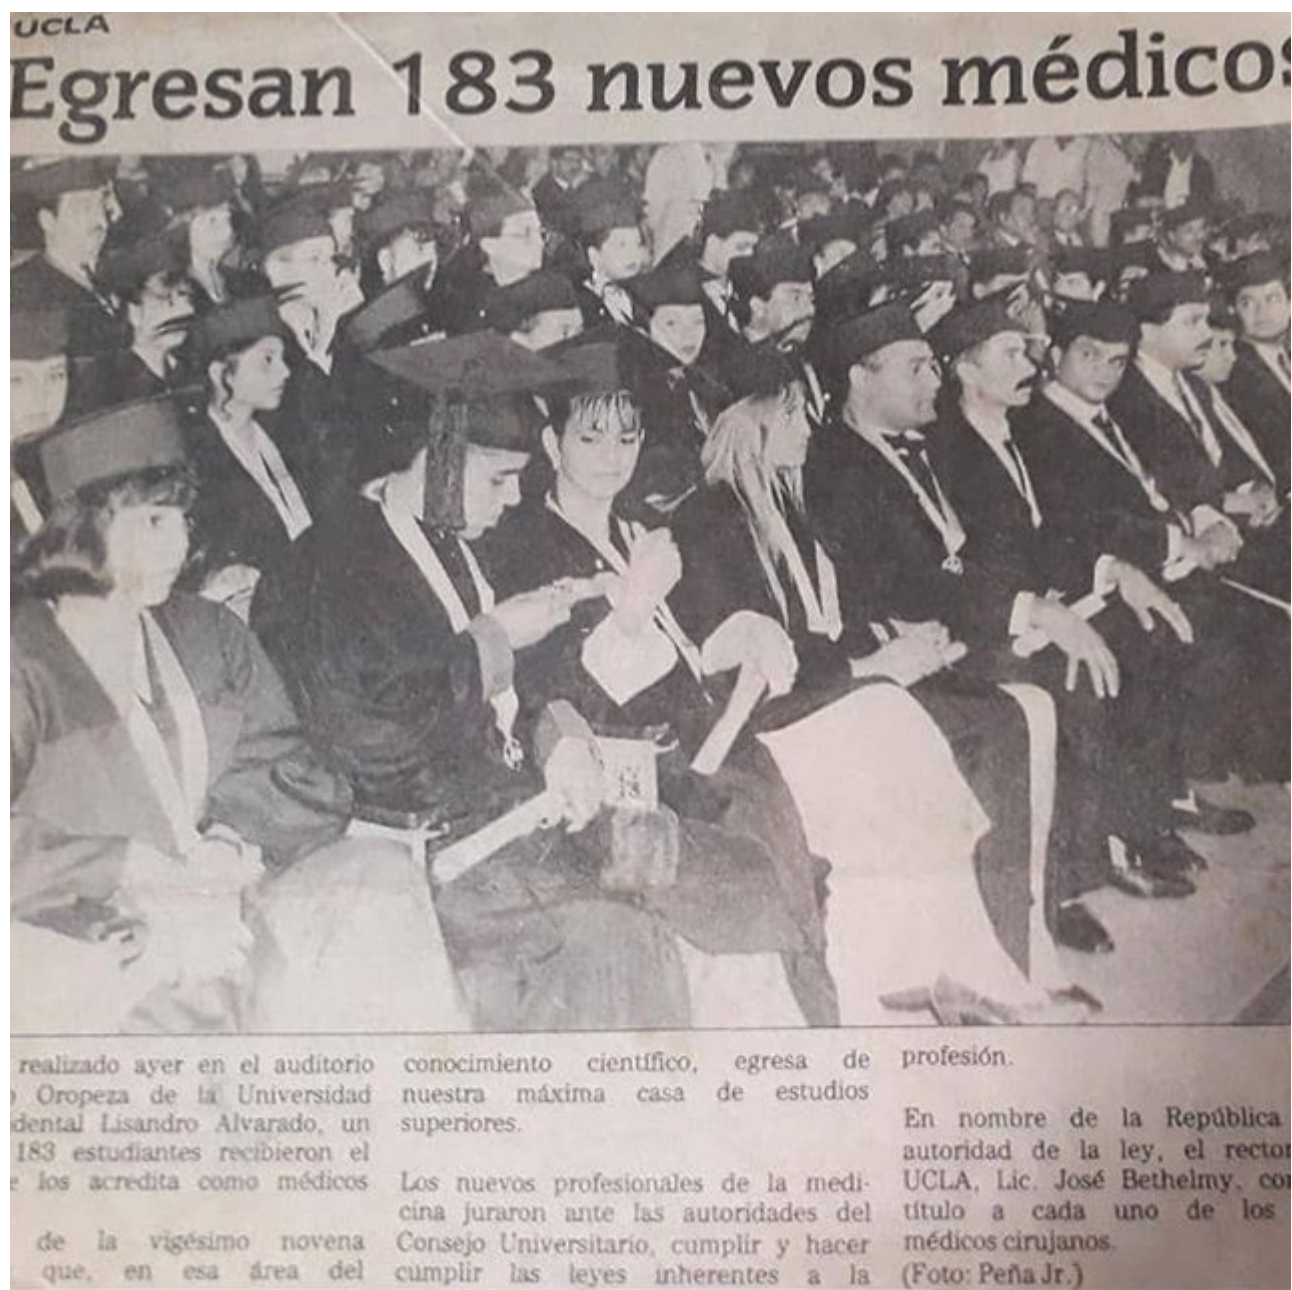 UCLA
Egresan 183 nuevos médicos
realizado ayer en el auditorio
Oropeza de la Universidad
dental Lisandro Alvarado, un
183 estudiantes recibieron el
los acredita como médicos
de la vigésimo novena
que, en esa área del
conocimiento científico, egresa de
nuestra máxima casa de estudios
superiores.
Los nuevos profesionales de la medi-
cina juraron ante las autoridades del
Consejo Universitario, cumplir y hacer
cumplir las leyes inherentes a la
profesión.
En nombre de la República
autoridad de la ley, el rector
UCLA, Lic. José Bethelmy, con
título a cada uno de los
médicos cirujanos.
(Foto: Peña Jr.)